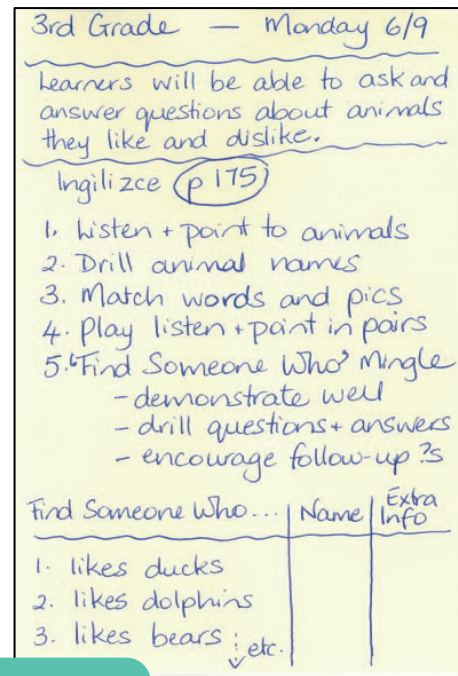 3rd Grade — Monday 6/9
Learners will be able to ask and
answer questions about animals
they like and dislike.
Ingilizce p 175
1. Listen + point to animals
2. Drill animal names
3. Match words and pics
4. Play listen + point in pairs
5. 'Find Someone Who' Mingle
- demonstrate well
- drill questions + answers
- encourage follow-up ?s
Find Someone Who... | Name | Extra Info
1. likes ducks
2. likes dolphins
3. likes bears : etc.